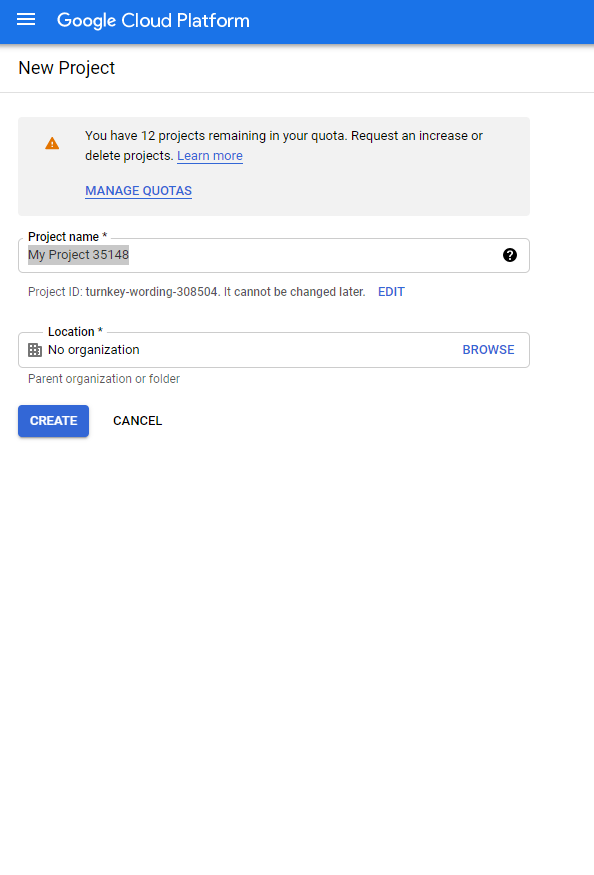 Google Cloud Platform
New Project
You have 12 projects remaining in your quota. Request an increase or
delete projects. Learn more
MANAGE QUOTAS
Project name *
My Project 35148
Project ID: turnkey-wording-308504. It cannot be changed later. EDIT
Location *
No organization BROWSE
Parent organization or folder
CREATE CANCEL